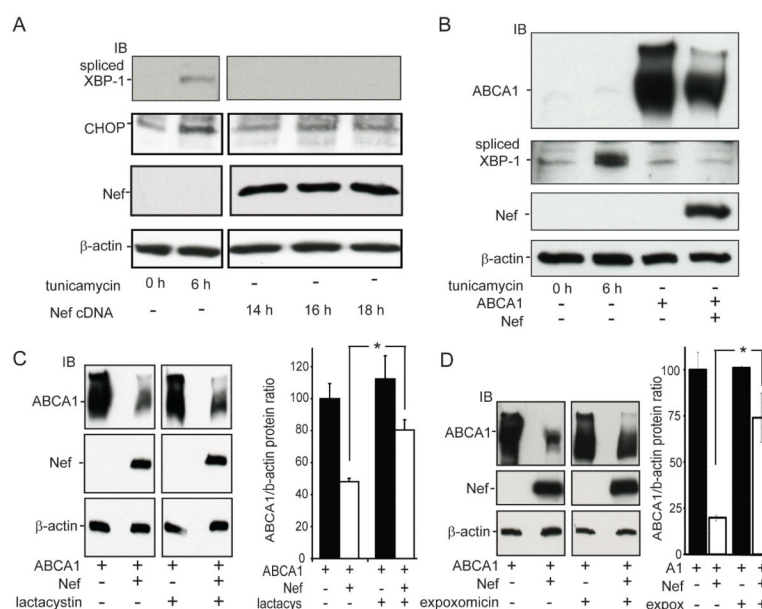 A
IB
spliced
XBP-1
CHOP
Nef
β-actin
tunicamycin 0 h 6 h - - -
Nef cDNA - - 14 h 16 h 18 h
B
IB
ABCA1
spliced
XBP-1
Nef
β-actin
tunicamycin 0 h 6 h - -
ABCA1 - - + +
Nef - - - +
C
IB
ABCA1
Nef
β-actin
ABCA1 + + + +
Nef - + - +
lactacystin - - + +
ABCA1/b-actin protein ratio
120
100
80
60
40
20
0
*
ABCA1 + + + +
Nef - + - +
lactacys - - + +
D
IB
ABCA1
Nef
β-actin
ABCA1 + + + +
Nef - + - +
expoxomicin - - + +
ABCA1/b-actin protein ratio
100
75
50
25
0
*
A1 + + + +
Nef - + - +
expox - - + +